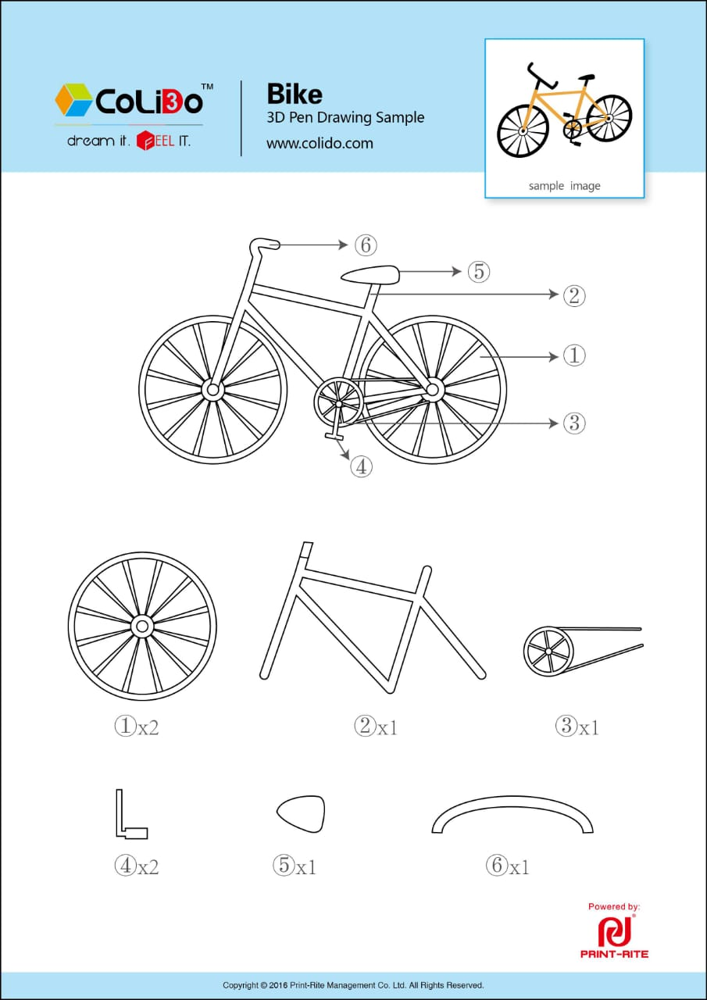 CoLiDo™
dream it. FEEL IT.
Bike
3D Pen Drawing Sample
www.colido.com
sample image
⑥
⑤
②
①
③
④
①x2
②x1
③x1
④x2
⑤x1
⑥x1
Powered by:
PRINT-RITE®
Copyright © 2016 Print-Rite Management Co. Ltd. All Rights Reserved.